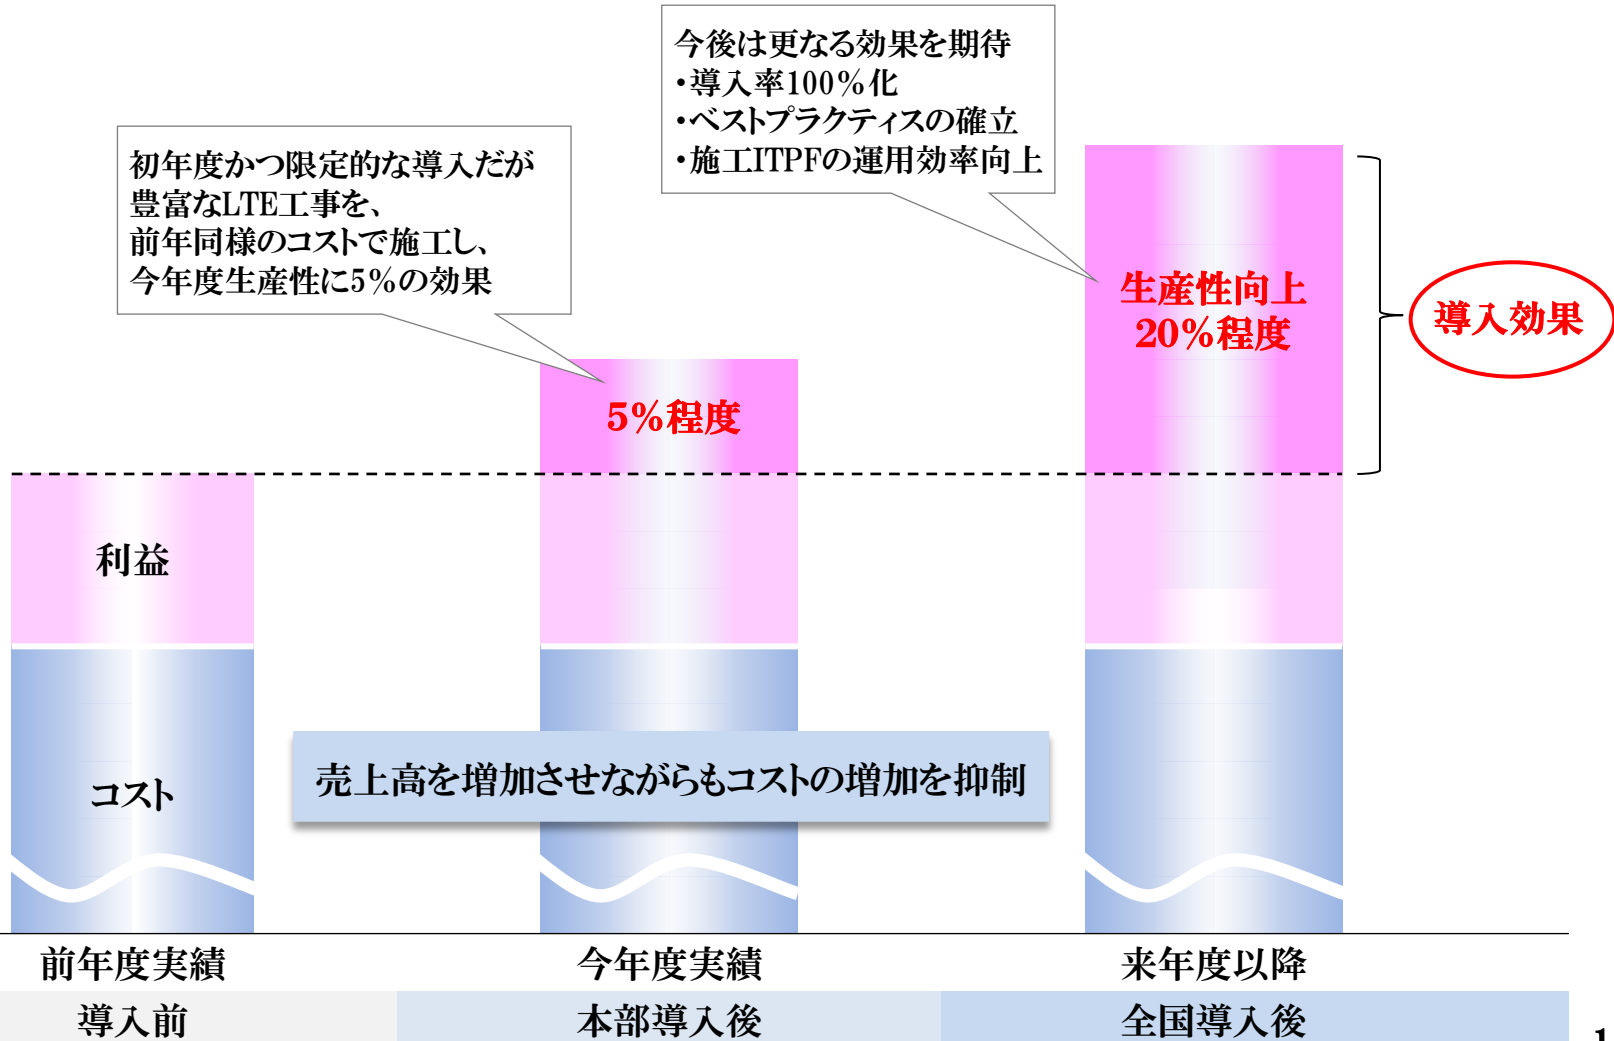 今後は更なる効果を期待
・導入率100%化
・ベストプラクティスの確立
・施工ITPFの運用効率向上
初年度かつ限定的な導入だが
豊富なLTE工事を、
前年同様のコストで施工し、
今年度生産性に5%の効果
生産性向上
20%程度
導入効果
5%程度
利益
コスト
売上高を増加させながらもコストの増加を抑制
前年度実績
今年度実績
来年度以降
導入前
本部導入後
全国導入後